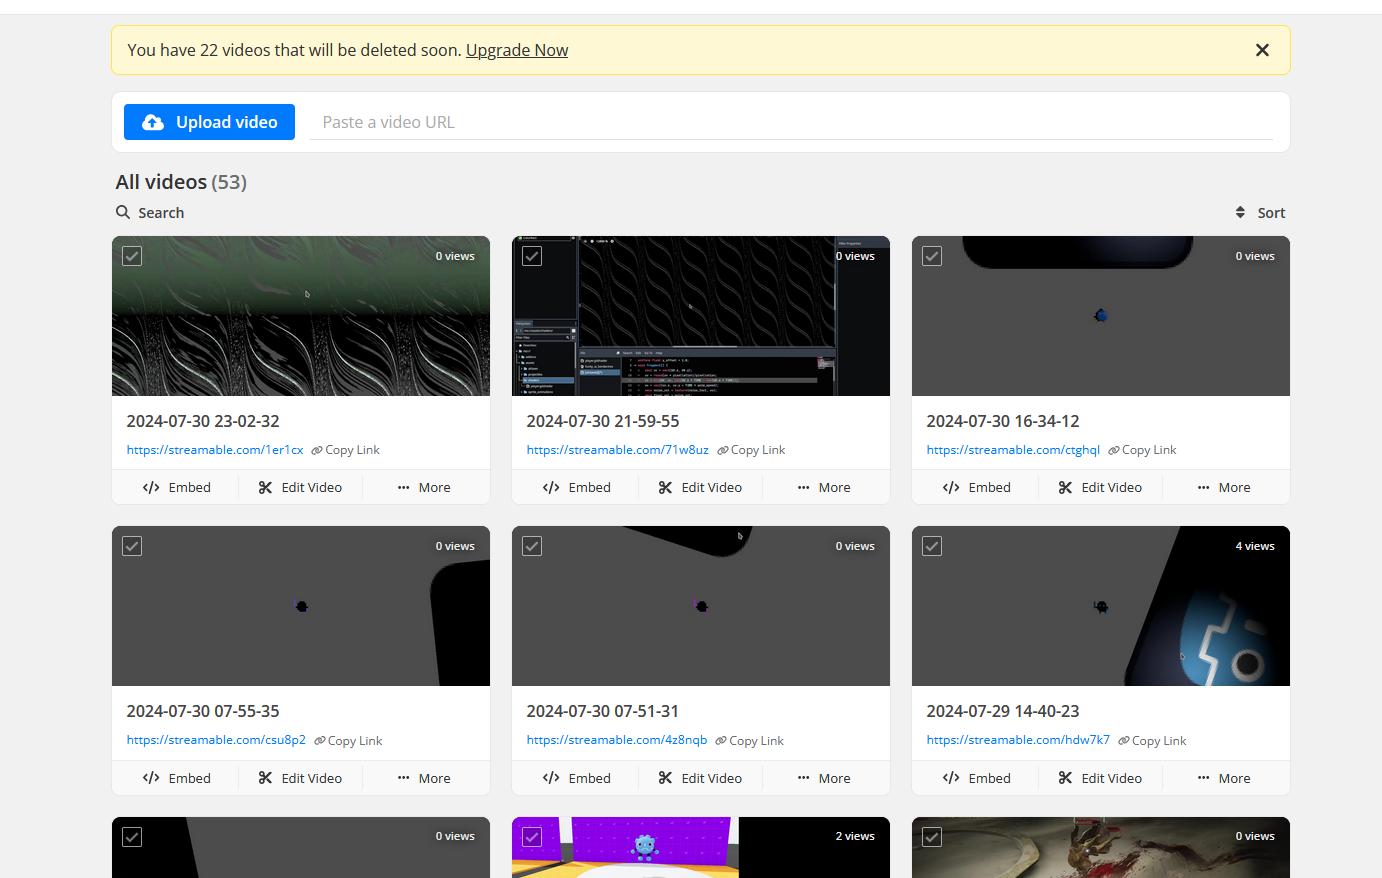 You have 22 videos that will be deleted soon. Upgrade Now
Upload video
Paste a video URL
All videos (53)
Search
Sort
0 views
0 views
0 views
2024-07-30 23-02-32
https://streamable.com/1er1cx Copy Link
Embed
Edit Video
More
2024-07-30 21-59-55
https://streamable.com/71w8uz Copy Link
Embed
Edit Video
More
2024-07-30 16-34-12
https://streamable.com/ctghql Copy Link
Embed
Edit Video
More
0 views
0 views
4 views
2024-07-30 07-55-35
https://streamable.com/csu8p2 Copy Link
Embed
Edit Video
More
2024-07-30 07-51-31
https://streamable.com/4z8nqb Copy Link
Embed
Edit Video
More
2024-07-29 14-40-23
https://streamable.com/hdw7k7 Copy Link
Embed
Edit Video
More
0 views
2 views
0 views